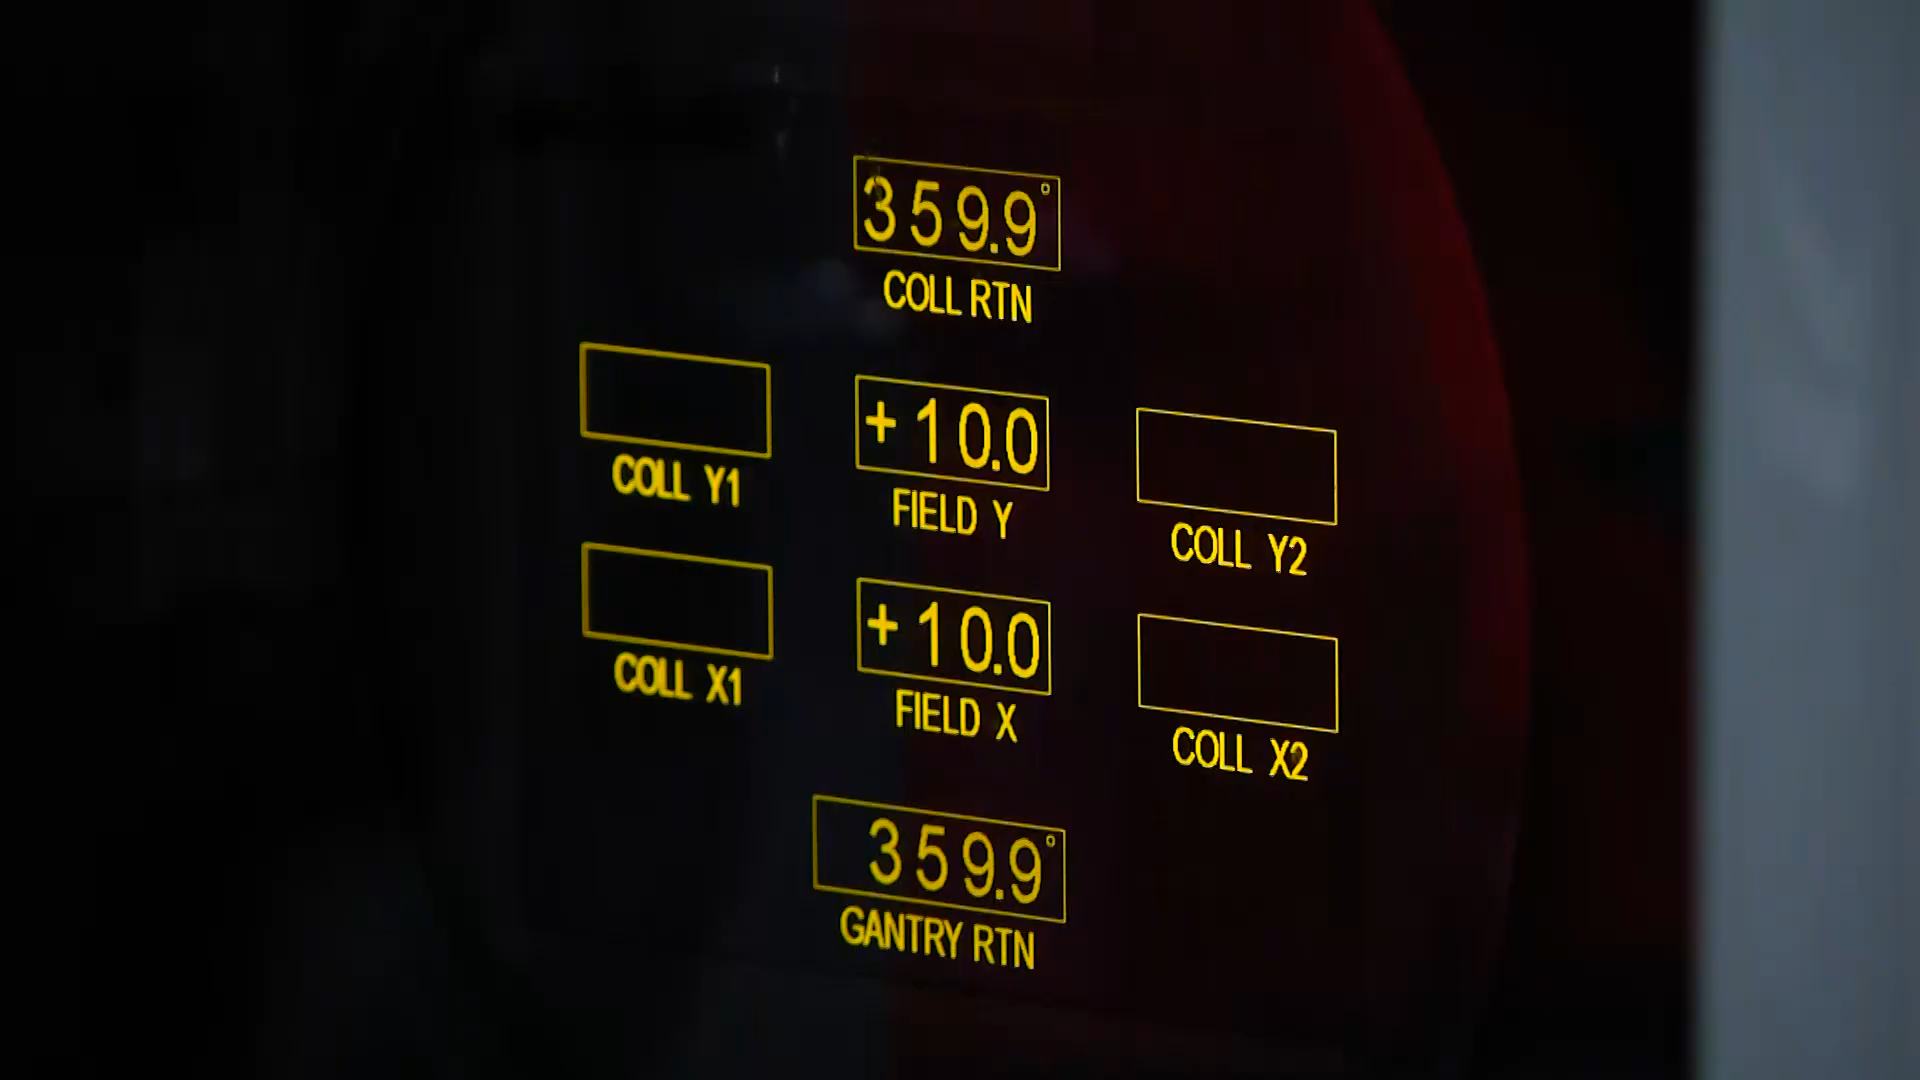 359.9°
COLL RTN
+10.0
COLL Y1
FIELD Y
COLL Y2
+10.0
COLL X1
FIELD X
COLL X2
359.9°
GANTRY RTN